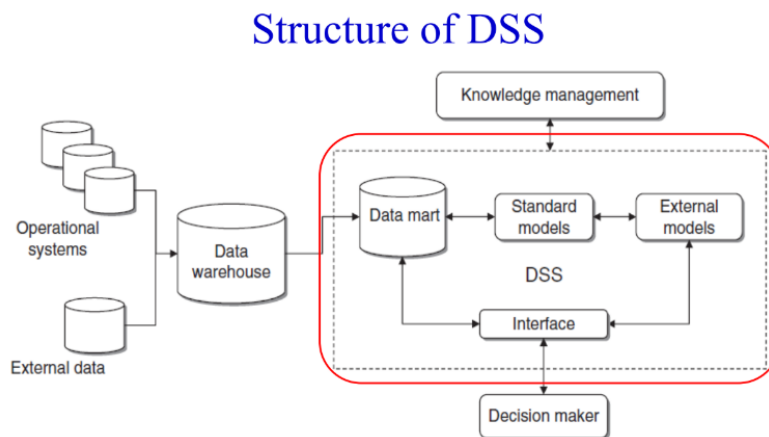 Structure of DSS
Knowledge management
Operational
systems
External data
Data
warehouse
Data mart
Standard
models
External
models
DSS
Interface
Decision maker